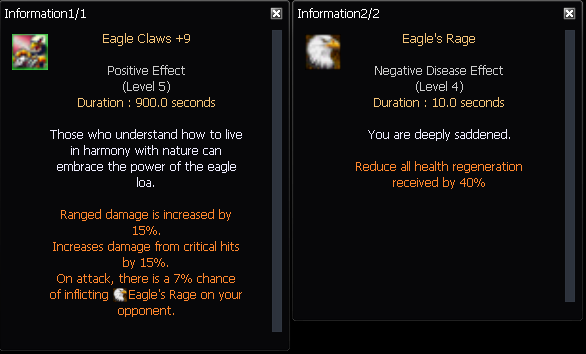 Information1/1
Eagle Claws +9
Positive Effect
(Level 5)
Duration : 900.0 seconds
Those who understand how to live
in harmony with nature can
embrace the power of the eagle
loa.
Ranged damage is increased by
15%.
Increases damage from critical hits
by 15%.
On attack, there is a 7% chance
of inflicting Eagle's Rage on your
opponent.
Information2/2
Eagle's Rage
Negative Disease Effect
(Level 4)
Duration : 10.0 seconds
You are deeply saddened.
Reduce all health regeneration
received by 40%